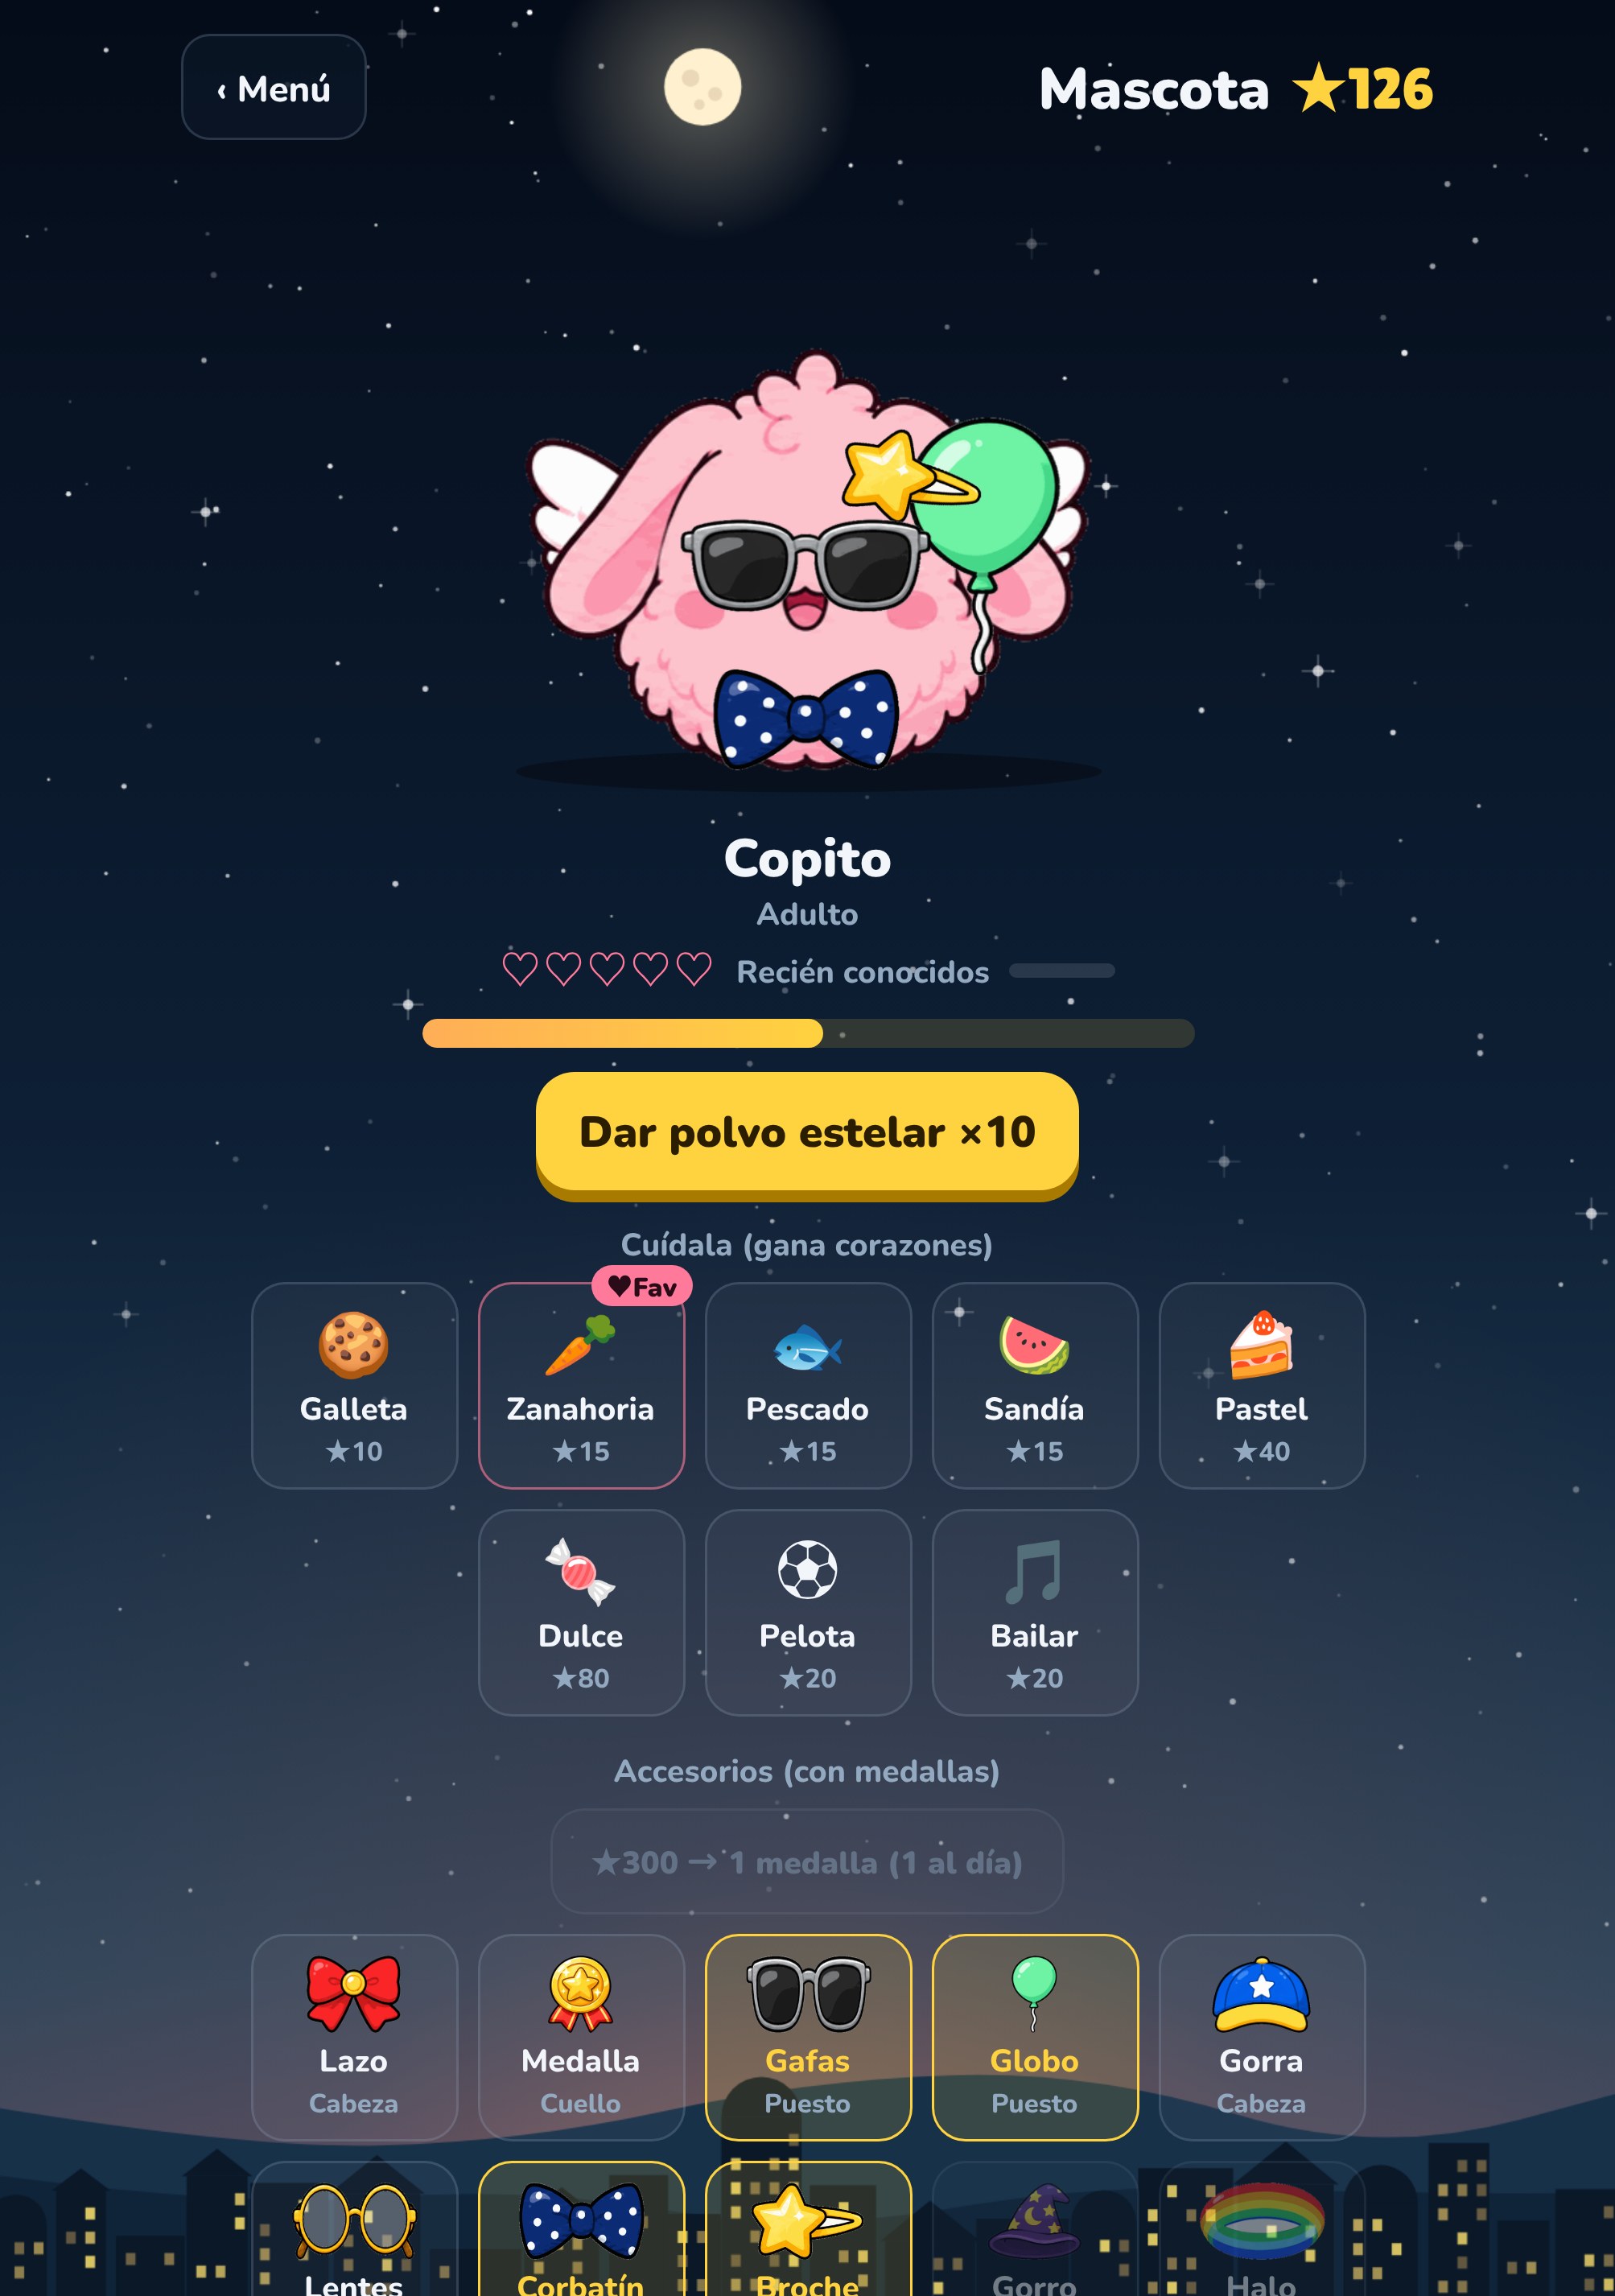 ‹ Menú
Mascota ★126
Copito
Adulto
♡♡♡♡♡ Recién conocidos
Dar polvo estelar ×10
Cuídala (gana corazones)
♥Fav
Galleta Zanahoria Pescado Sandía Pastel
★10 ★15 ★15 ★15 ★40
Dulce Pelota Bailar
★80 ★20 ★20
Accesorios (con medallas)
★300 → 1 medalla (1 al día)
Lazo Medalla Gafas Globo Gorra
Cabeza Cuello Puesto Puesto Cabeza
Lentes Corbatín Broche Gorro Halo